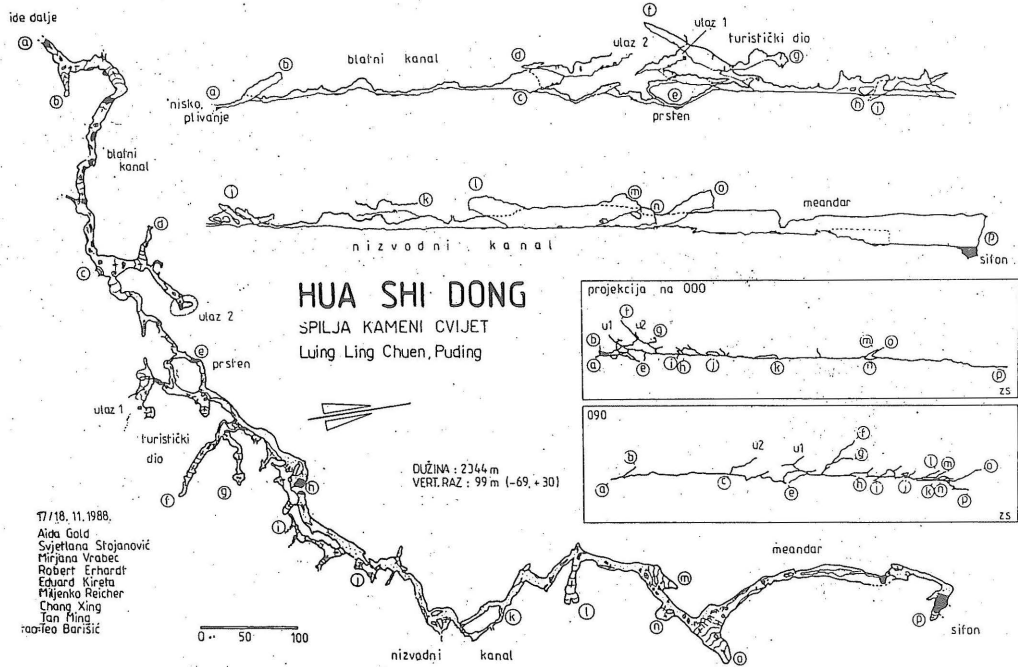 ide dalje
a
b
blatni
kanal
d
c
ulaz 2
e
prsten
ulaz 1
turistički
dio
f
g
h
i
j
nizvodni kanal
k
l
m
n
o
meandar
p
sifon
a
nisko,
plivanje
b
blatni kanal
d
c
ulaz 2
f
ulaz 1
turistički dio
g
e
prsten
h
i
j
k
l
m
n
o
meandar
p
sifon
nizvodni kanal
HUA SHI DONG
SPILJA KAMENI CVIJET
Luing Ling Chuen, Puding
DUŽINA : 2344 m
VERT. RAZ : 99 m (-69, +30)
projekcija na 000
f
u1
u2
g
b
a
e
i
h
j
k
m
o
n
p
zs
090
b
a
u2
c
u1
e
f
g
h
i
j
l
m
k
n
o
p
zs
17/18. 11. 1988.
Aida Gold
Svjetlana Stojanović
Mirjana Vrabec
Robert Erhardt
Eduard Kireta
Miljenko Reicher
Chang Xing
Tan Ming
Teo Barišić
0 50 100